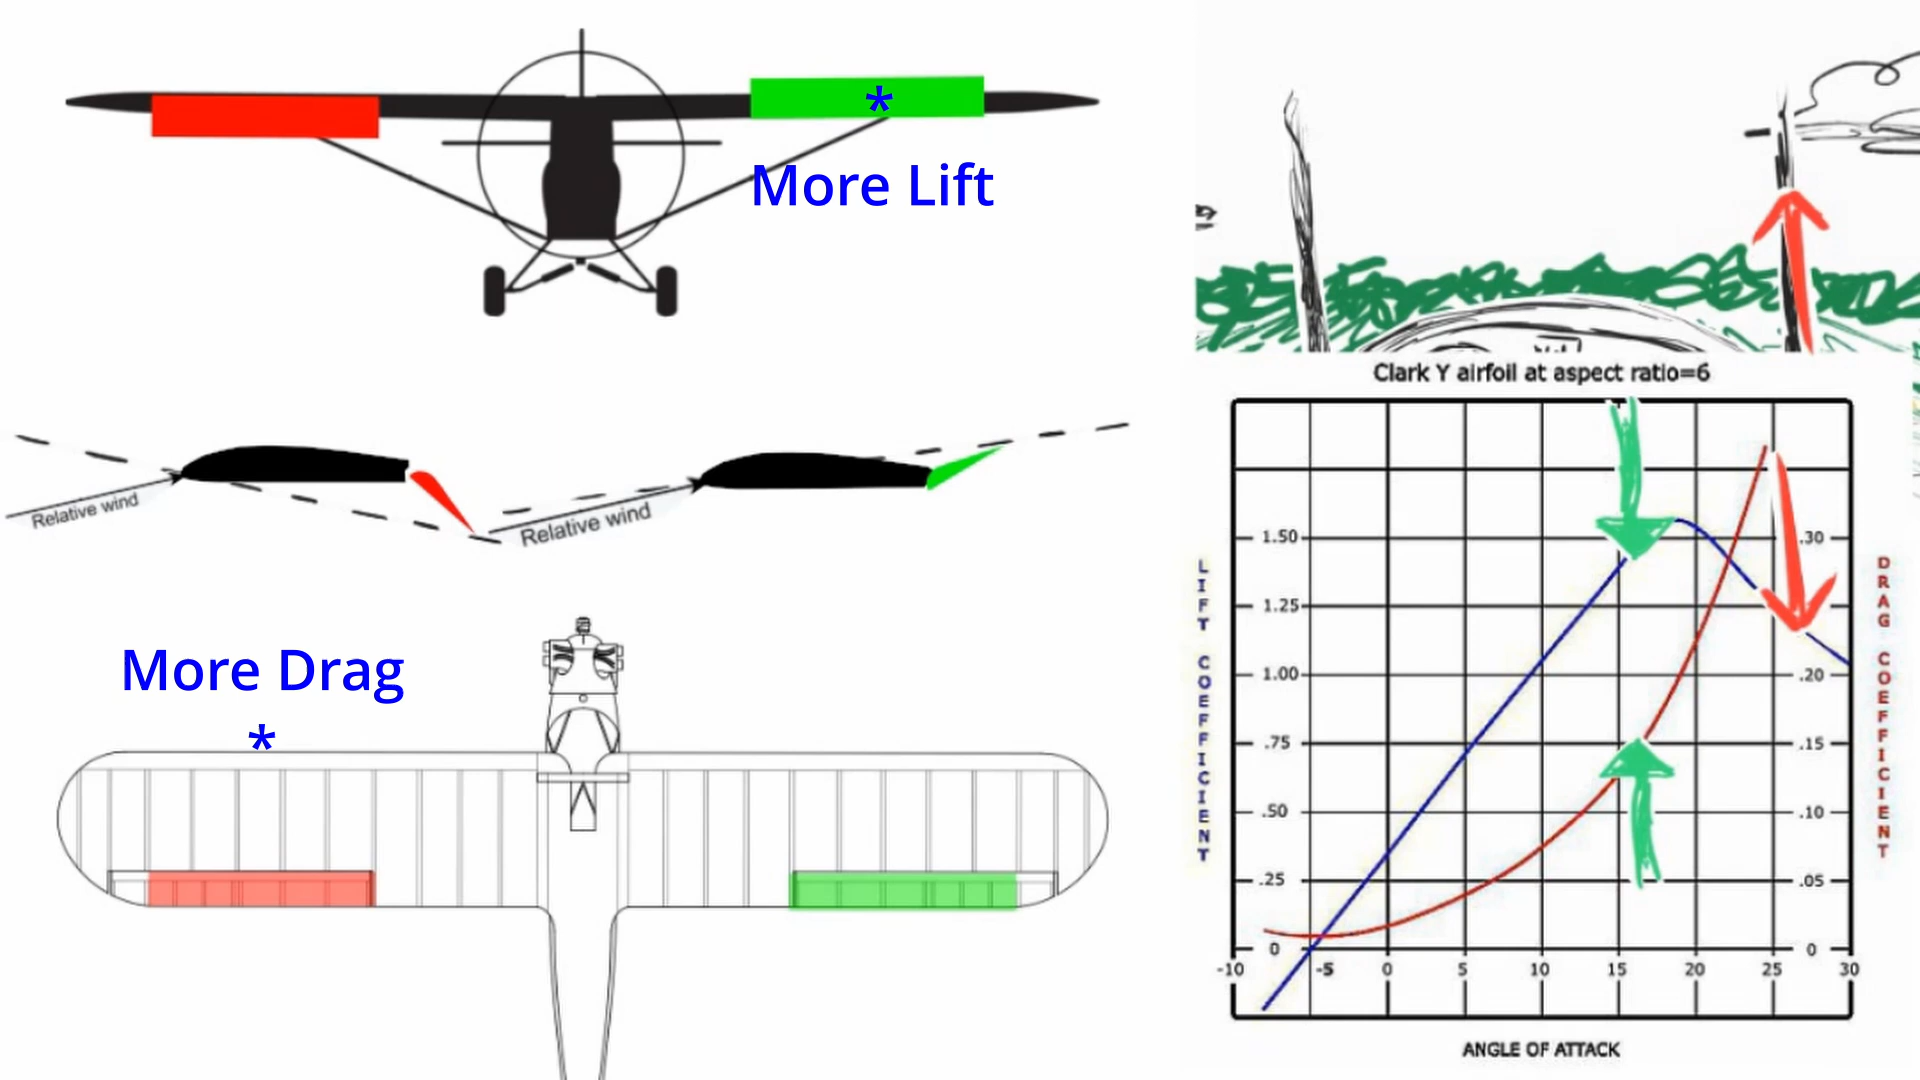 *
More Lift
Relative wind
Relative wind
More Drag
*
Clark Y airfoil at aspect ratio=6
LIFT COEFFICIENT
1.50
1.25
1.00
.75
.50
.25
0
.30
.20
.15
.10
.05
0
DRAG COEFFICIENT
-10 -5 0 5 10 15 20 25 30
ANGLE OF ATTACK